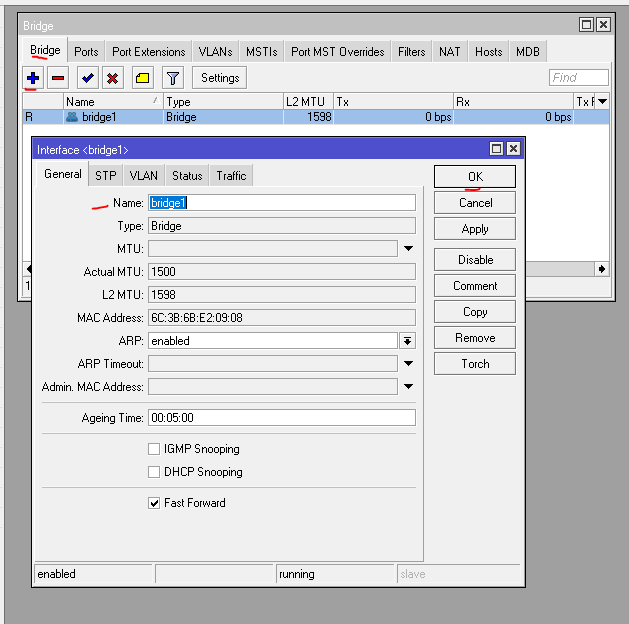 Bridge
Bridge Ports Port Extensions VLANs MSTIs Port MST Overrides Filters NAT Hosts MDB
Settings Find
Name Type L2 MTU Tx Rx Tx
R bridge1 Bridge 1598 0 bps 0 bps
Interface <bridge1>
General STP VLAN Status Traffic
OK
Name: bridge1
Cancel
Type: Bridge
Apply
MTU:
Disable
Actual MTU: 1500
Comment
L2 MTU: 1598
Copy
MAC Address: 6C:3B:6B:E2:09:08
Remove
ARP: enabled
Torch
ARP Timeout:
Admin. MAC Address:
Ageing Time: 00:05:00
IGMP Snooping
DHCP Snooping
Fast Forward
enabled running slave